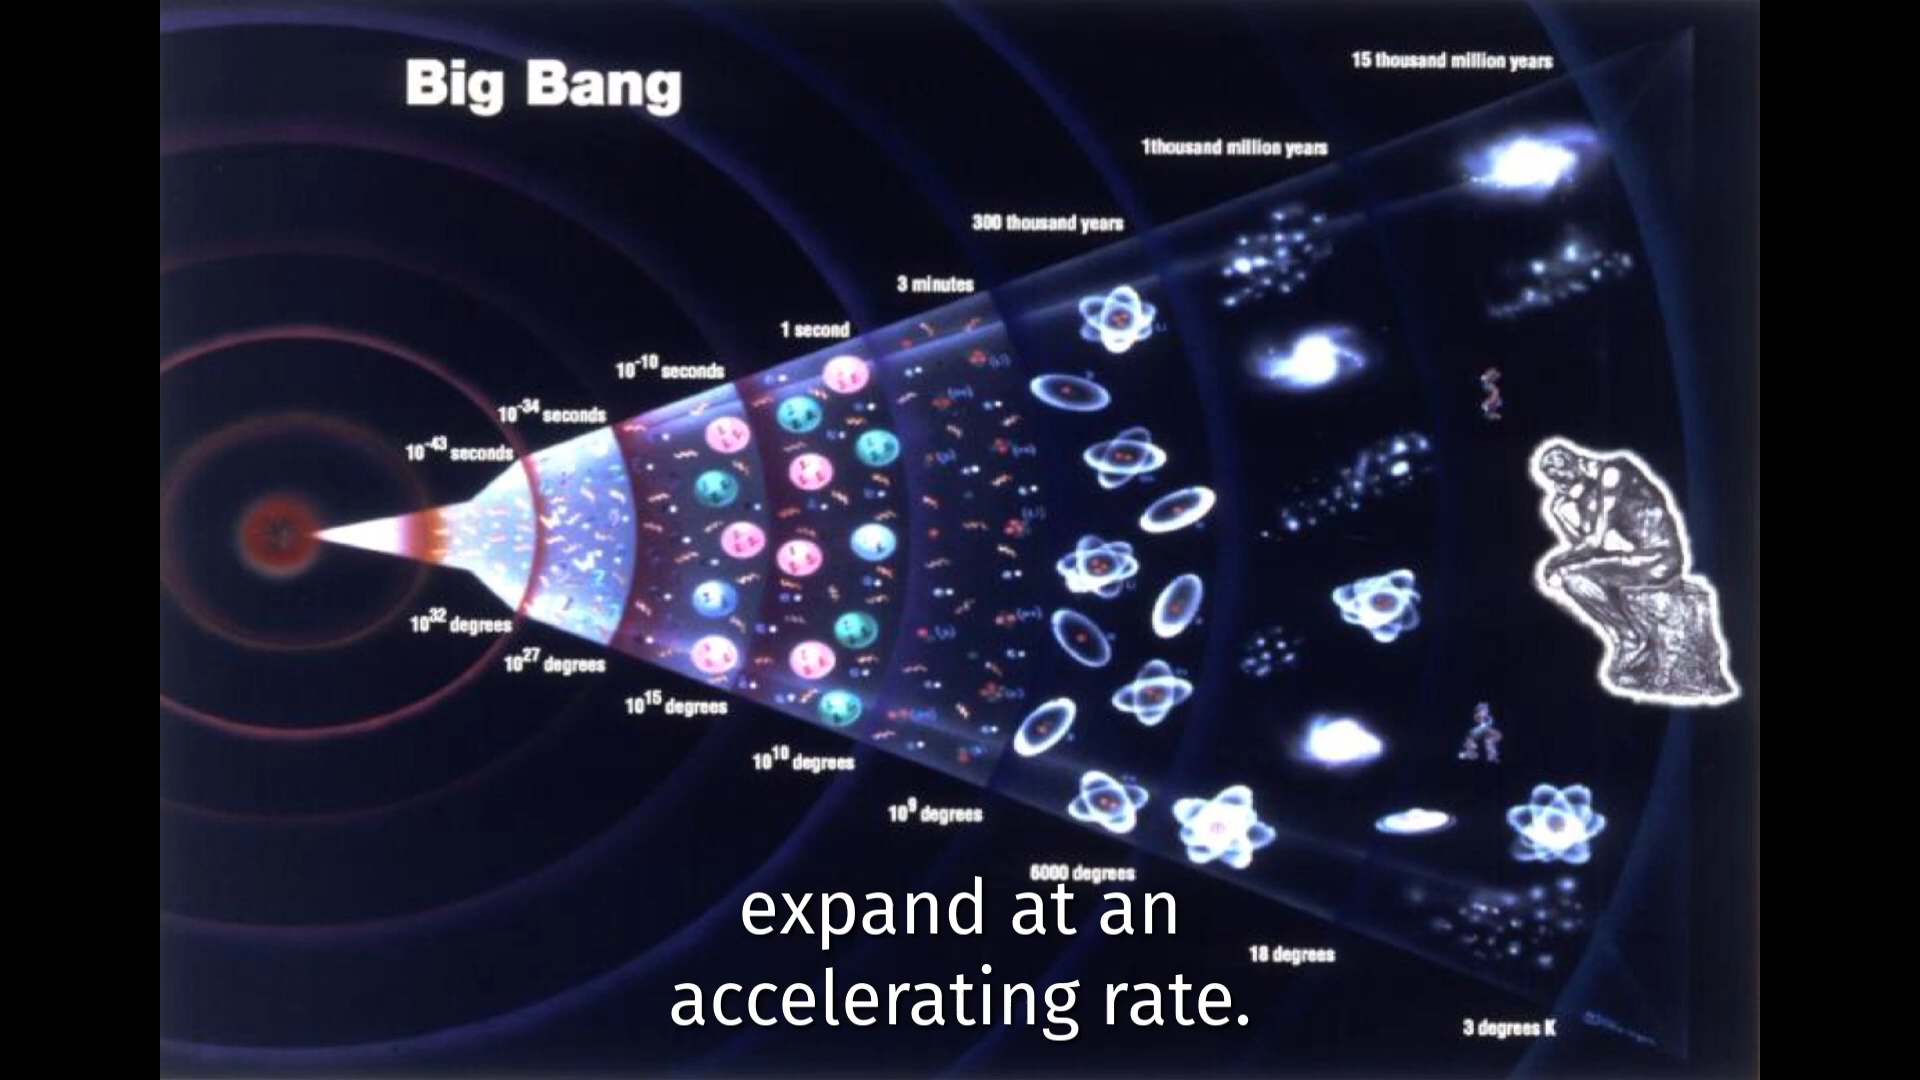 Big Bang
15 thousand million years
1thousand million years
300 thousand years
3 minutes
1 second
10⁻¹⁰ seconds
10⁻³⁴ seconds
10⁻⁴³ seconds
10³² degrees
10²⁷ degrees
10¹⁵ degrees
10¹⁰ degrees
10⁹ degrees
6000 degrees
18 degrees
3 degrees K
expand at an
accelerating rate.